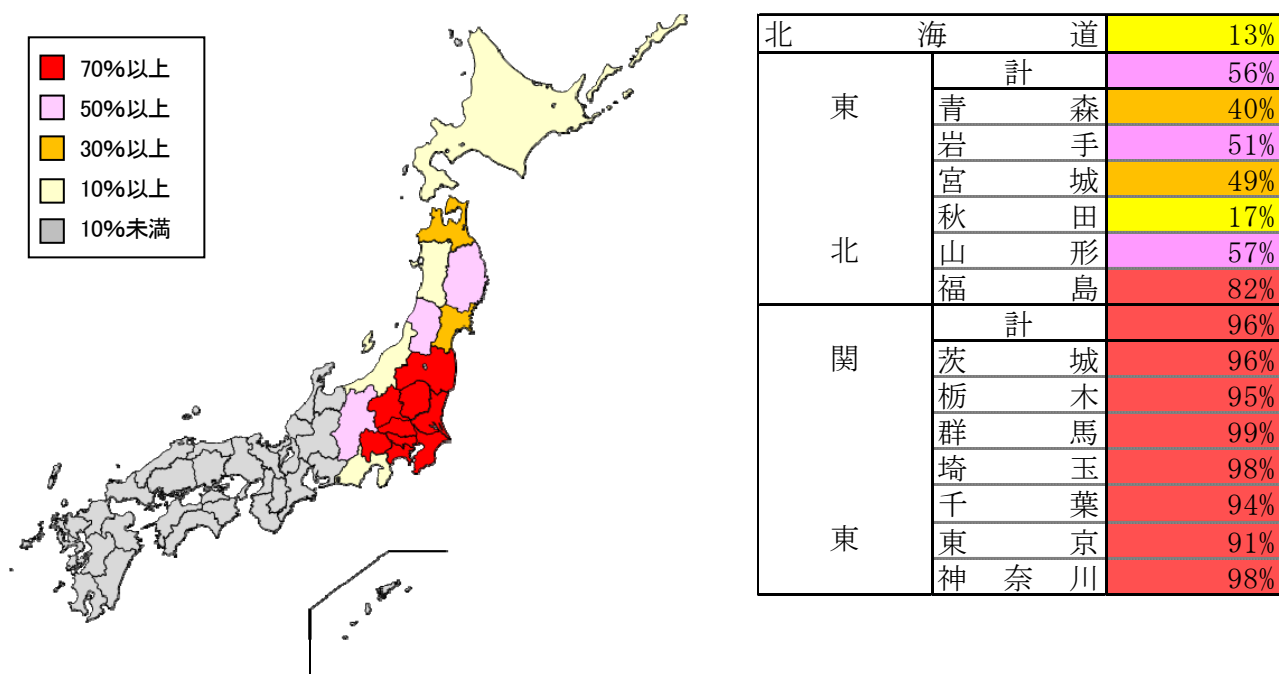 70%以上
50%以上
30%以上
10%以上
10%未満
北海道 13%
東北 計 56%
青森 40%
岩手 51%
宮城 49%
秋田 17%
山形 57%
福島 82%
関東 計 96%
茨城 96%
栃木 95%
群馬 99%
埼玉 98%
千葉 94%
東京 91%
神奈川 98%